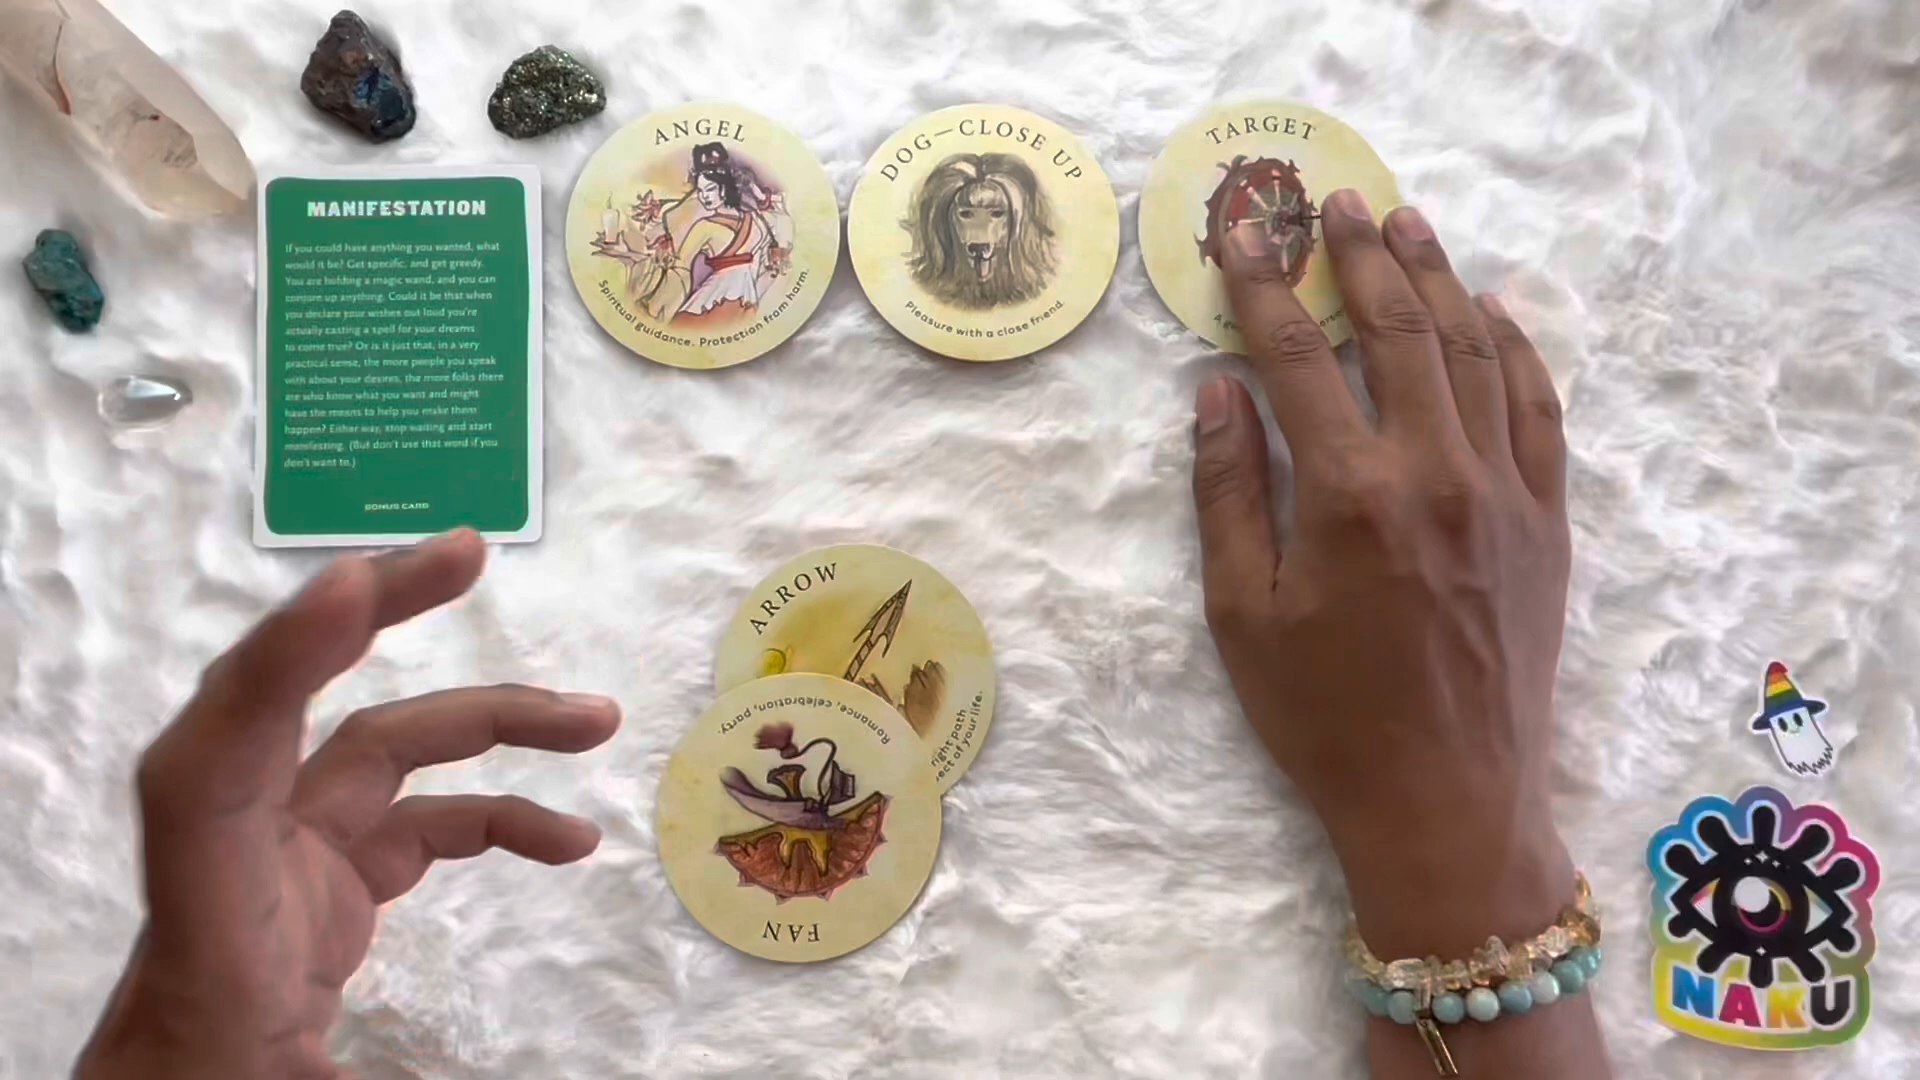 MANIFESTATION
If you could have anything you wanted, what
would it be? Get specific, and get greedy.
You are holding a magic wand, and you can
conjure up anything. Could it be that when
you declare your wishes out loud you're
actually casting a spell for your dreams
to come true? Or is it just that, in a very
practical sense, the more people you speak
with about your desires, the more folks there
are who know what you want and might
have the means to help you make them
happen? Either way, stop waiting and start
manifesting. (But don't use that word if you
don't want to.)
BONUS CARD
ANGEL
Spiritual guidance. Protection from harm.
DOG—CLOSE UP
Pleasure with a close friend.
TARGET
A
ARROW
right path
ect of your life.
Romance, celebration, party.
FAN
NAKU